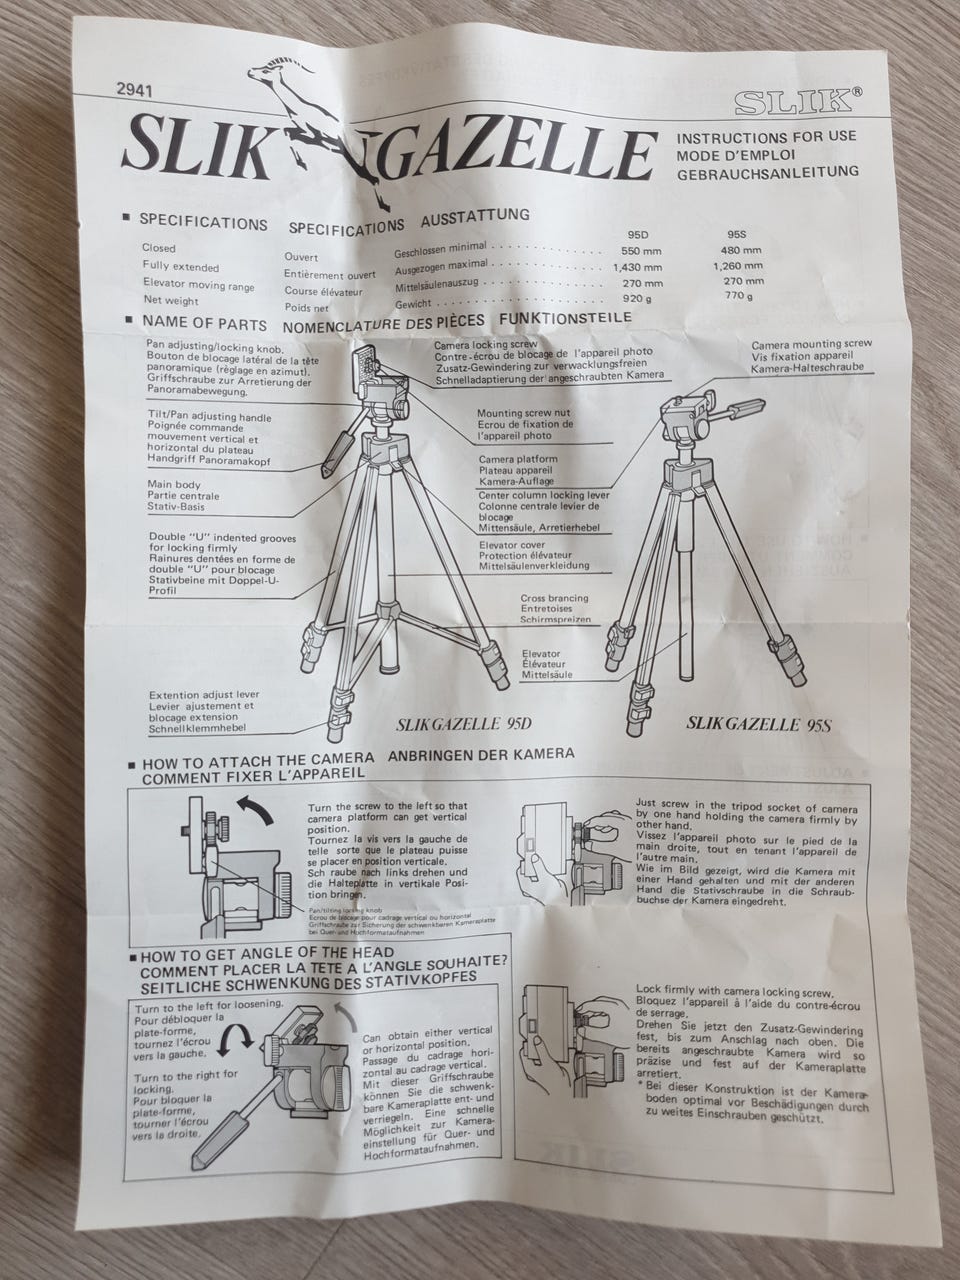 2941
SLIK®
SLIK GAZELLE
INSTRUCTIONS FOR USE
MODE D'EMPLOI
GEBRAUCHSANLEITUNG
■ SPECIFICATIONS SPECIFICATIONS AUSSTATTUNG
95D 95S
Closed Ouvert Geschlossen minimal . . . . . . . . . . . 550 mm 480 mm
Fully extended Entièrement ouvert Ausgezogen maximal . . . . . . . . . . . 1,430 mm 1,260 mm
Elevator moving range Course élévateur Mittelsäulenauszug . . . . . . . . . . . 270 mm 270 mm
Net weight Poids net Gewicht . . . . . . . . . . . 920 g 770 g
■ NAME OF PARTS NOMENCLATURE DES PIÈCES FUNKTIONSTEILE
Pan adjusting/locking knob.
Bouton de blocage latéral de la tête
panoramique (règlage en azimut).
Griffschraube zur Arretierung der
Panoramabewegung.
Camera locking screw
Contre-écrou de blocage de l'appareil photo
Zusatz-Gewindering zur verwacklungsfreien
Schnelladaptierung der angeschraubten Kamera
Camera mounting screw
Vis fixation appareil
Kamera-Halteschraube
Tilt/Pan adjusting handle
Poignée commande
mouvement vertical et
horizontal du plateau
Handgriff Panoramakopf
Mounting screw nut
Ecrou de fixation de
l'appareil photo
Camera platform
Plateau appareil
Kamera-Auflage
Main body
Partie centrale
Stativ-Basis
Center column locking lever
Colonne centrale levier de
blocage
Mittensäule, Arretierhebel
Double "U" indented grooves
for locking firmly
Rainures dentées en forme de
double "U" pour blocage
Stativbeine mit Doppel-U-
Profil
Elevator cover
Protection élévateur
Mittelsäulenverkleidung
Cross brancing
Entretoises
Schirmspreizen
Elevator
Élévateur
Mittelsäule
Extention adjust lever
Levier ajustement et
blocage extension
Schnellklemmhebel
SLIK GAZELLE 95D
SLIK GAZELLE 95S
■ HOW TO ATTACH THE CAMERA ANBRINGEN DER KAMERA
COMMENT FIXER L'APPAREIL
Turn the screw to the left so that
camera platform can get vertical
position.
Tournez la vis vers la gauche de
telle sorte que le plateau puisse
se placer en position verticale.
Sch raube nach links drehen und
die Halteplatte in vertikale Posi-
tion bringen.
Pan/tilting locking knob
Ecrou de blocage pour cadrage vertical ou horizontal
Griffschraube zur Sicherung der schwenkbaren Kameraplatte
bei Quer- und Hochformataufnahmen
Just screw in the tripod socket of camera
by one hand holding the camera firmly by
other hand.
Vissez l'appareil photo sur le pied de la
main droite, tout en tenant l'appareil de
l'autre main.
Wie im Bild gezeigt, wird die Kamera mit
einer Hand gehalten und mit der anderen
Hand die Stativschraube in die Schraub-
buchse der Kamera eingedreht.
■ HOW TO GET ANGLE OF THE HEAD
COMMENT PLACER LA TETE A L'ANGLE SOUHAITE?
SEITLICHE SCHWENKUNG DES STATIVKOPFES
Turn to the left for loosening.
Pour débloquer la
plate-forme,
tournez l'écrou
vers la gauche.
Turn to the right for
locking.
Pour bloquer la
plate-forme,
tourner l'écrou
vers la droite.
Can obtain either vertical
or horizontal position.
Passage du cadrage hori-
zontal au cadrage vertical.
Mit dieser Griffschraube
können Sie die schwenk-
bare Kameraplatte ent- und
verriegeln. Eine schnelle
Möglichkeit zur Kamera-
einstellung für Quer- und
Hochformataufnahmen.
Lock firmly with camera locking screw.
Bloquez l'appareil à l'aide du contre-écrou
de serrage.
Drehen Sie jetzt den Zusatz-Gewindering
fest, bis zum Anschlag nach oben. Die
bereits angeschraubte Kamera wird so
präzise und fest auf der Kameraplatte
arretiert.
* Bei dieser Konstruktion ist der Kamera-
boden optimal vor Beschädigungen durch
zu weites Einschrauben geschützt.